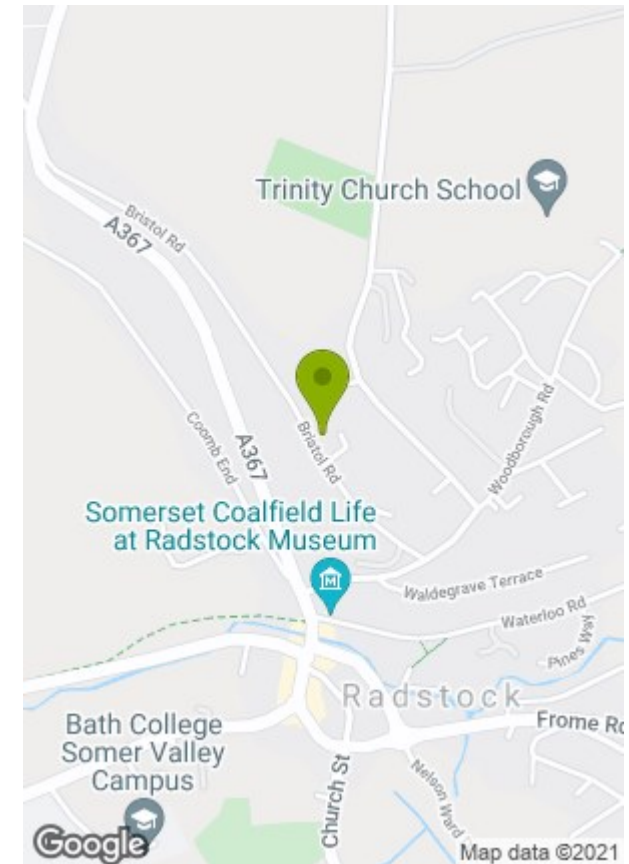 Trinity Church School
Bristol Rd
A367
Woodborough Rd
Coomb End
A367
Bristol Rd
Somerset Coalfield Life
at Radstock Museum
M
Waldegrave Terrace
Waterloo Rd
Pines Way
Radstock
Frome Rd
Bath College
Somer Valley
Campus
Church St
Nelson Ward
Google
Map data ©2021